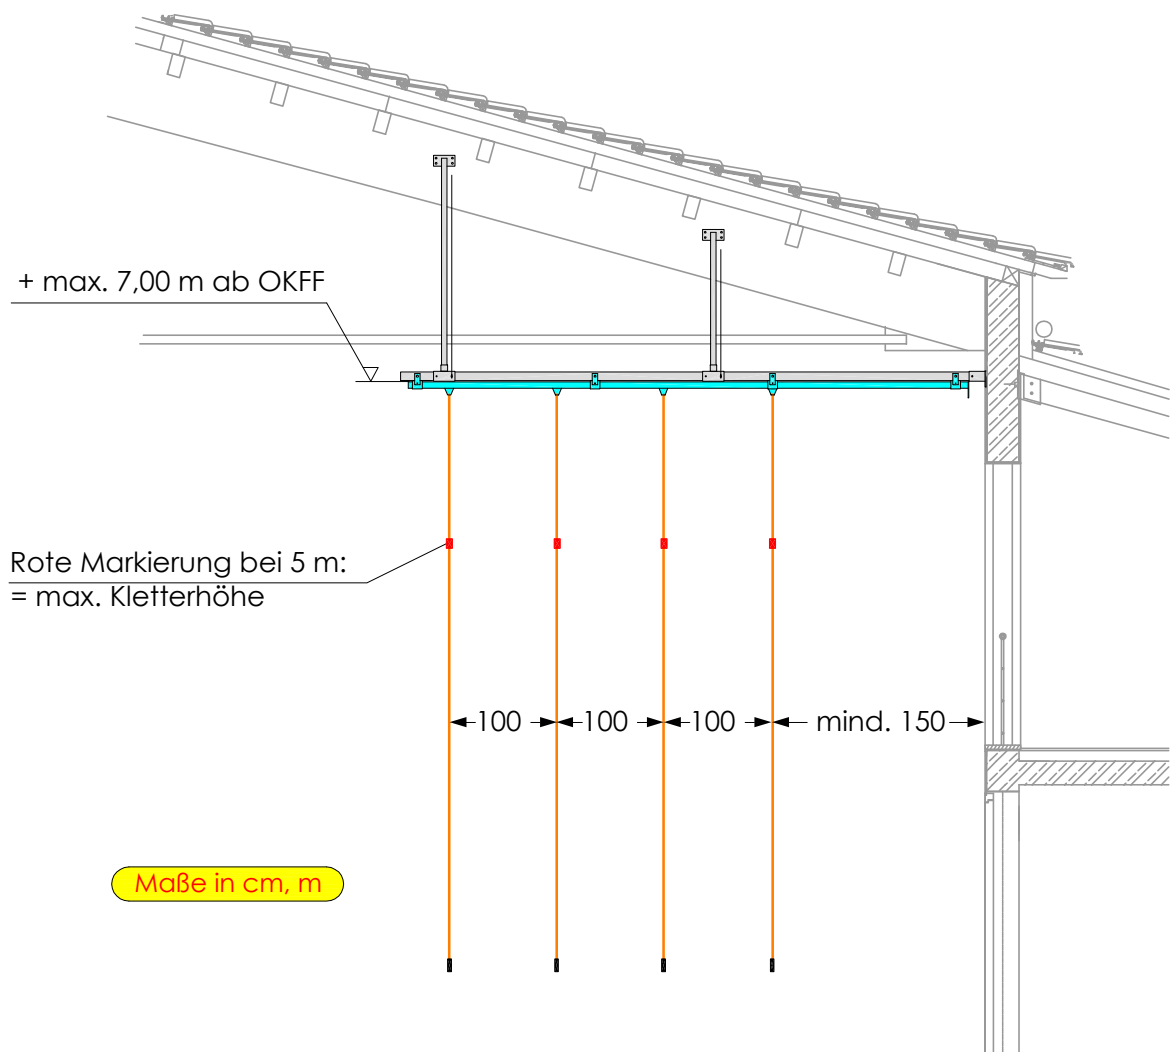 + max. 7,00 m ab OKFF
Rote Markierung bei 5 m:
= max. Kletterhöhe
100 100 100 mind. 150
Maße in cm, m